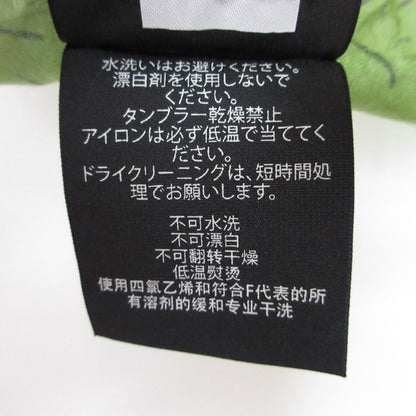 水洗いはお避けください。
漂白剤を使用しないで
ください。
タンブラー乾燥禁止
アイロンは必ず低温で当ててく
ださい。
ドライクリーニングは、短時間処
理でお願いします。
不可水洗
不可漂白
不可翻转干燥
低温熨烫
使用四氯乙烯和符合F代表的所
有溶剂的缓和专业干洗